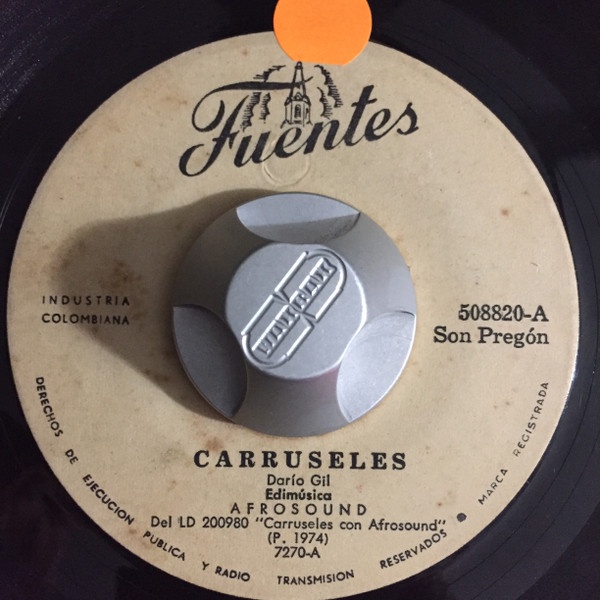 Fuentes
INDUSTRIA
COLOMBIANA
508820-A
Son Pregón
CARRUSELES
Darío Gil
Edimúsica
AFROSOUND
Del LD 200980 "Carruseles con Afrosound"
(P. 1974)
7270-A
DERECHOS DE EJECUCION PUBLICA Y RADIO TRANSMISION RESERVADOS MARCA REGISTRADA